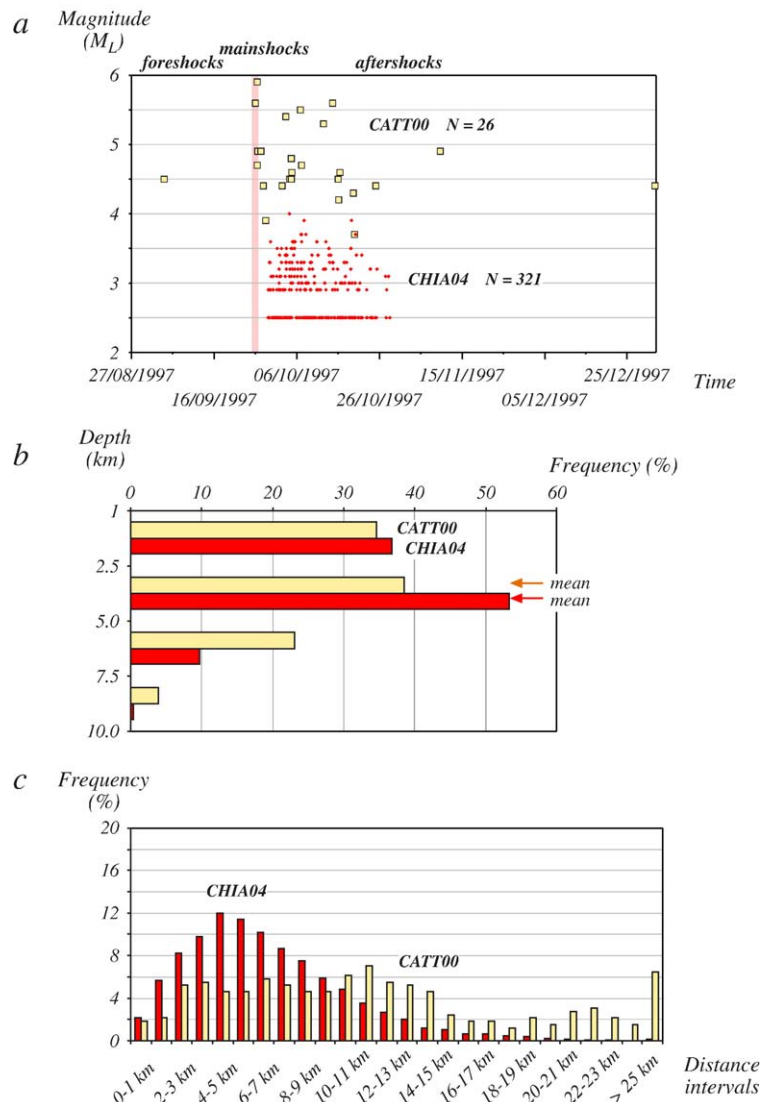 a
Magnitude
(ML)
mainshocks
foreshocks
aftershocks
6
CATT00 N = 26
5
4
CHIA04 N = 321
3
2
27/08/1997
06/10/1997
15/11/1997
25/12/1997
Time
16/09/1997
26/10/1997
05/12/1997
b
Depth
(km)
Frequency (%)
0
10
20
30
40
50
60
1
CATT00
CHIA04
2.5
mean
mean
5.0
7.5
10.0
c
Frequency
(%)
20
16
CHIA04
12
CATT00
8
4
0
0-1 km
2-3 km
4-5 km
6-7 km
8-9 km
10-11 km
12-13 km
14-15 km
16-17 km
18-19 km
20-21 km
22-23 km
> 25 km
Distance
intervals